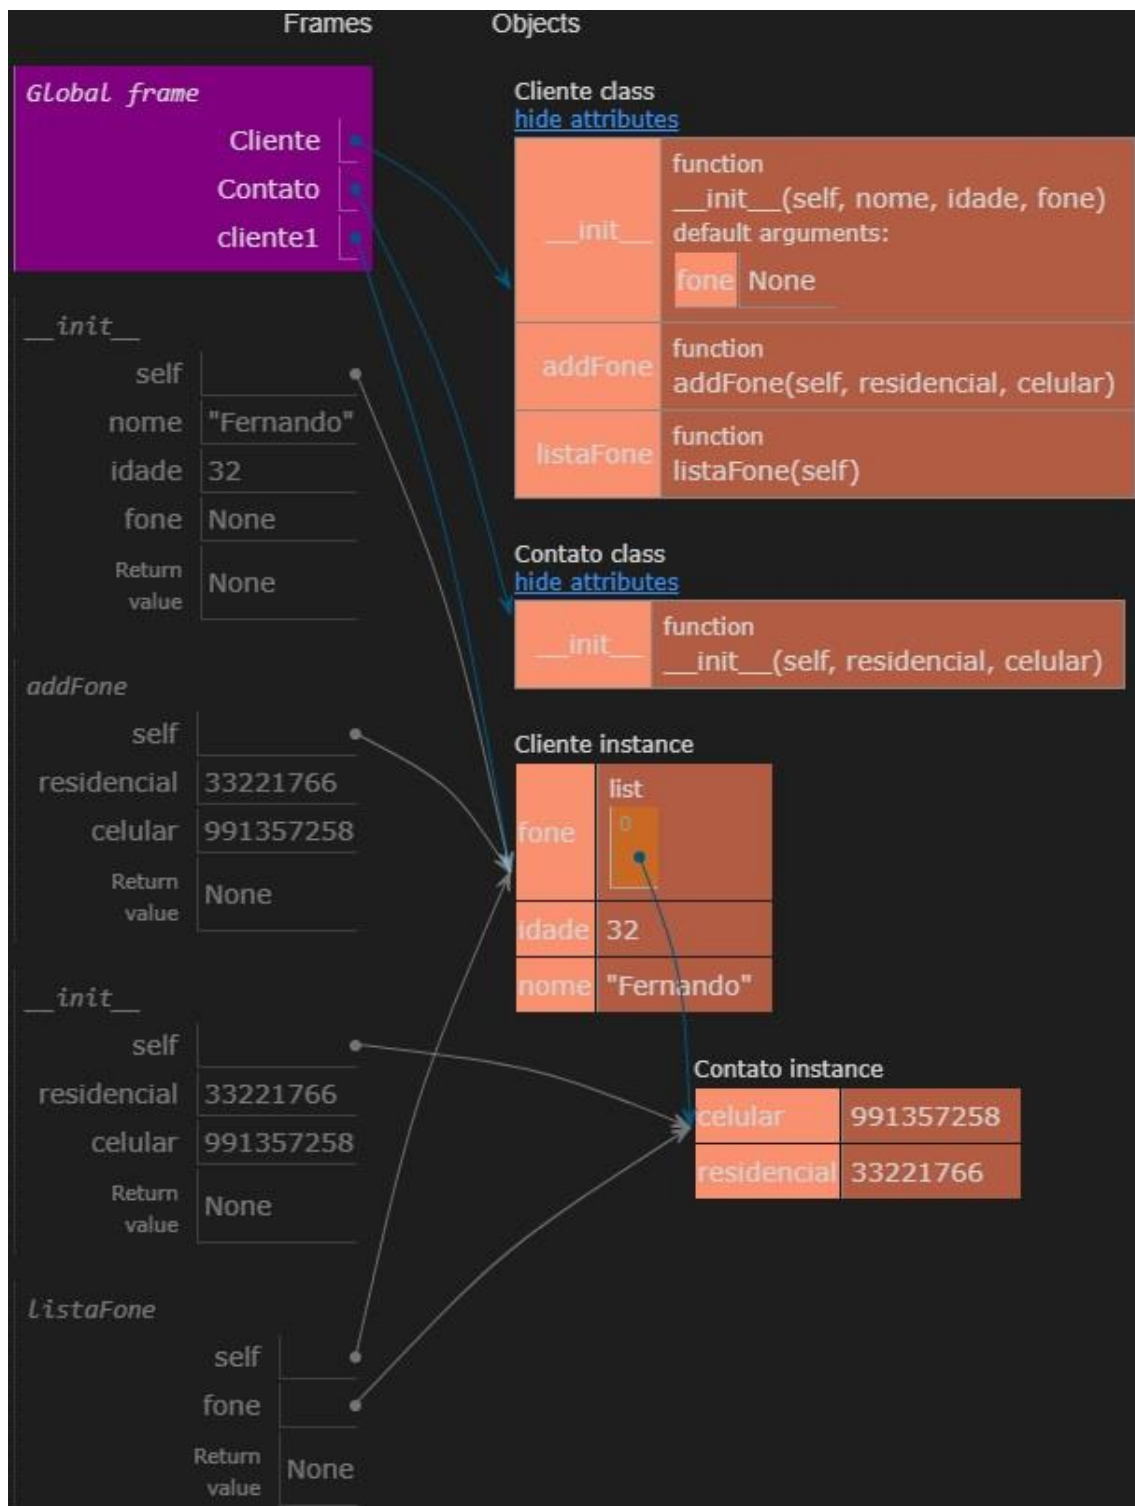 Frames
Objects
Global frame
Cliente
Contato
cliente1
__init__
self
nome "Fernando"
idade 32
fone None
Return
value None
addFone
self
residencial 33221766
celular 991357258
Return
value None
__init__
self
residencial 33221766
celular 991357258
Return
value None
listaFone
self
fone
Return
value None
Cliente class
hide attributes
__init__
function
__init__(self, nome, idade, fone)
default arguments:
fone None
addFone
function
addFone(self, residencial, celular)
listaFone
function
listaFone(self)
Contato class
hide attributes
__init__
function
__init__(self, residencial, celular)
Cliente instance
fone
list
0
idade 32
nome "Fernando"
Contato instance
celular 991357258
residencial 33221766